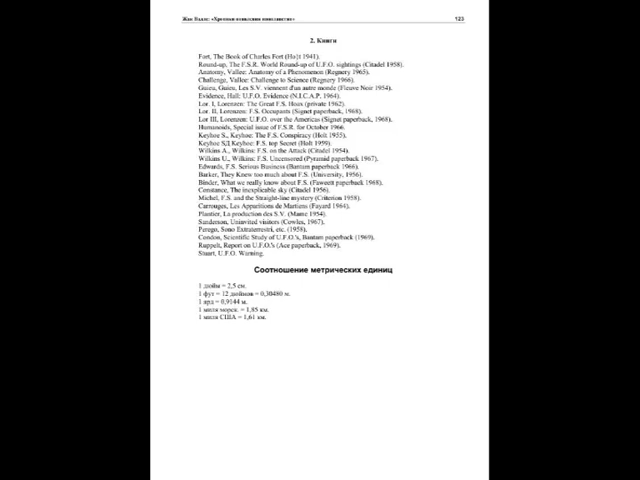 Жак Валле: «Хроники появления инопланетян» 123
2. Книги
Fort, The Book of Charles Fort (Ho}t 1941).
Round-up, The F.S.R. World Round-up of U.F.O. sightings (Citadel 1958).
Anatomy, Vallee: Anatomy of a Phenomenon (Regnery 1965).
Challenge, Vallee: Challenge to Science (Regnery 1966).
Guieu, Guieu, Les S.V. viennent d'un autre monde (Fleuve Noir 1954).
Evidence, Hall: U.F.O. Evidence (N.I.C.A.P. 1964).
Lor. I, Lorenzen: The Great F.S. Hoax (private 1962).
Lor. II, Lorenzen: F.S. Occupants (Signet paperback, 1968).
Lor III, Lorenzen: U.F.O. over the Americas (Signet paperback, 1968).
Humanoids, Special issue of F.S.R. for October 1966.
Keyhoe S., Keyhoe: The F.S. Conspiracy (Holt 1955).
Keyhoe SД Keyhoe: F.S. top Secret (Holt 1959).
Wilkins A., Wilkins: F.S. on the Attack (Citadel 1954).
Wilkins U., Wilkins: F.S. Uncensored (Pyramid paperback 1967).
Edwards, F.S. Serious Business (Bantam paperback 1966).
Barker, They Knew too much about F.S. (University, 1956).
Binder, What we really know about F.S. (Fawcett paperback 1968).
Constance, The inexplicable sky (Citadel 1956).
Michel, F.S. and the Straight-line mystery (Criterion 1958).
Carrouges, Les Apparitions de Martiens (Fayard 1964).
Plantier, La production des S.V. (Mame 1954).
Sanderson, Uninvited visitors (Cowles, 1967).
Perego, Sono Extraterrestri, etc. (1958).
Condon, Scientific Study of U.F.O.'s, Bantam paperback (1969).
Ruppelt, Report on U.F.O.'s (Ace paperback, 1969).
Stuart, U.F.O. Warning.
Соотношение метрических единиц
1 дюйм = 2,5 см.
1 фут = 12 дюймов = 0,30480 м.
1 ярд = 0,9144 м.
1 миля морск. = 1,85 км.
1 миля США = 1,61 км.